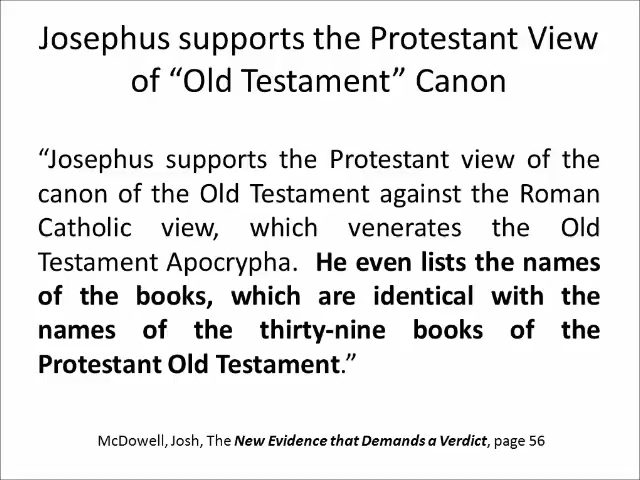 Josephus supports the Protestant View
of “Old Testament” Canon
“Josephus supports the Protestant view of the
canon of the Old Testament against the Roman
Catholic view, which venerates the Old
Testament Apocrypha. He even lists the names
of the books, which are identical with the
names of the thirty-nine books of the
Protestant Old Testament.”
McDowell, Josh, The New Evidence that Demands a Verdict, page 56